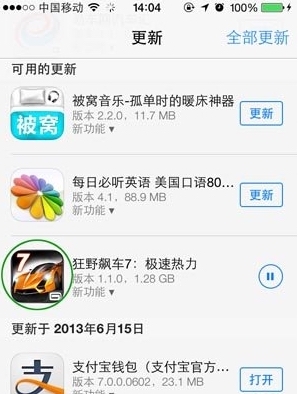 中国移动 14:04 100%
更新 全部更新
可用的更新
被窝音乐-孤单时的暖床神器
版本 2.2.0，11.7 MB
新功能
更新
被窝
每日必听英语 美国口语80…
版本 4.1，88.9 MB
新功能
更新
7
狂野飙车7：极速热力
版本 1.1.0，1.28 GB
新功能
更新于 2013年6月15日
支付宝钱包（支付宝官方…
版本 7.0.0.0602，23.1 MB
新功能
打开
支